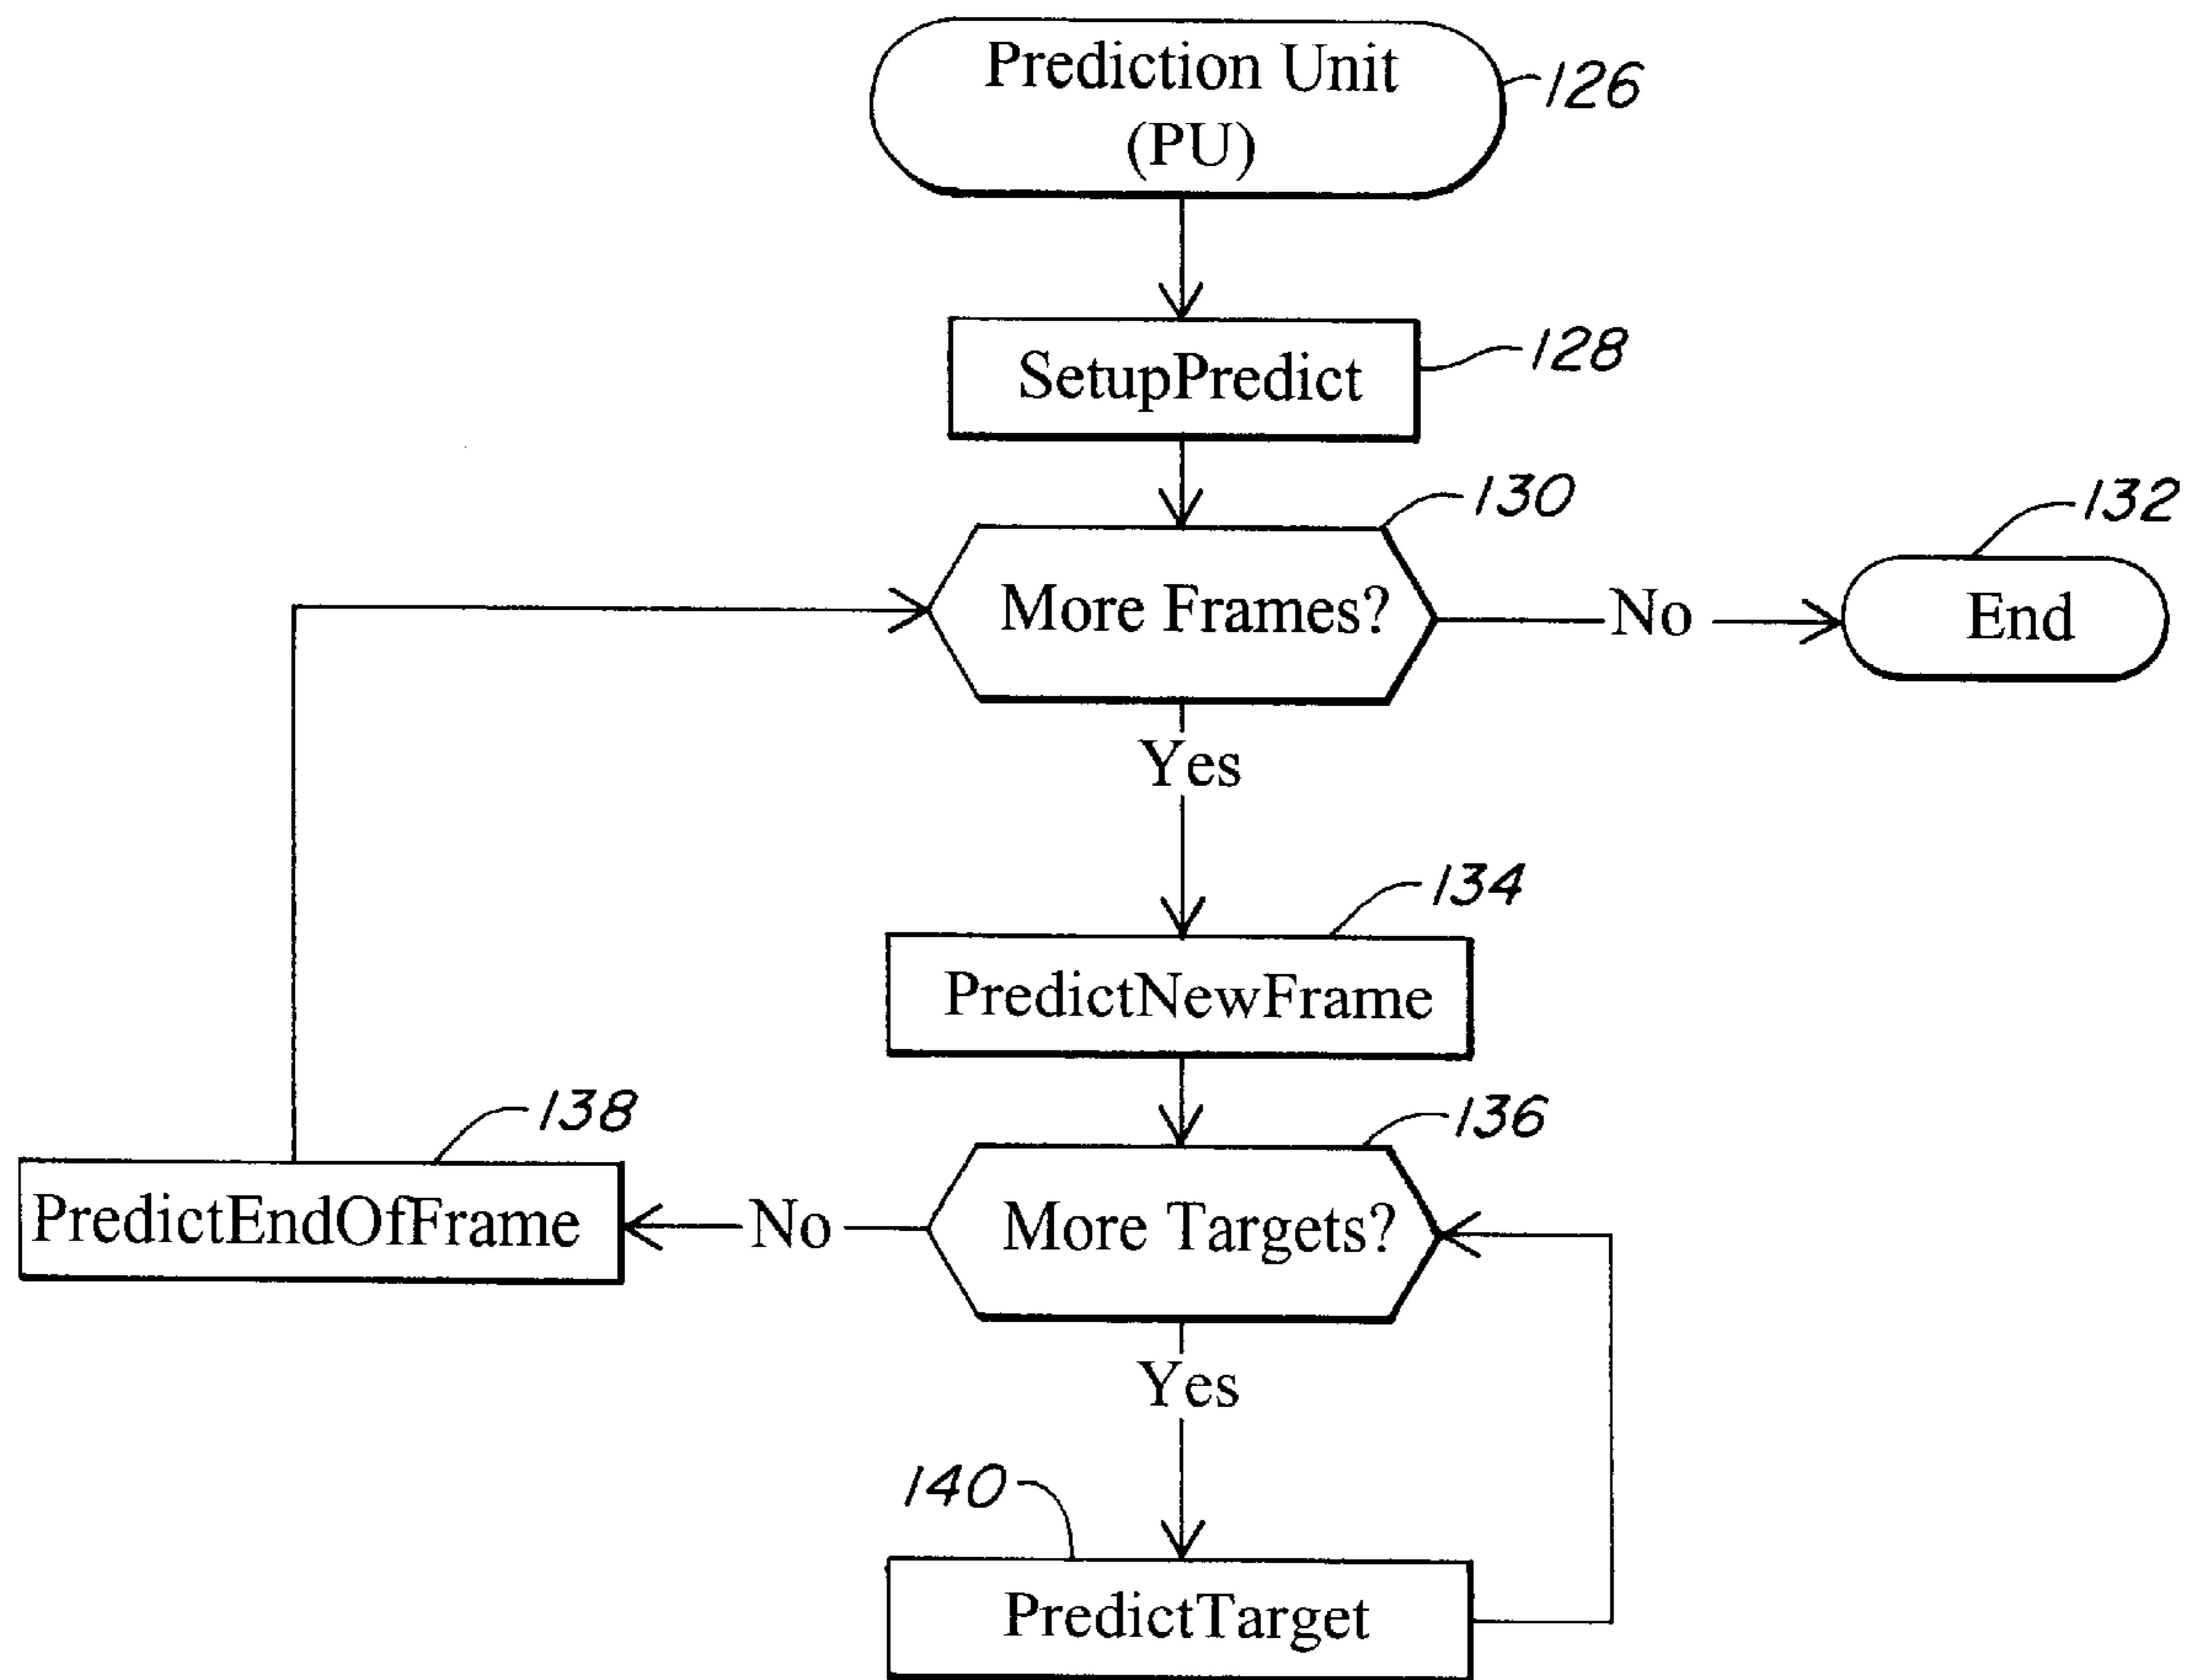 Prediction Unit
(PU)
126
SetupPredict
128
130
More Frames?
No
132
End
Yes
134
PredictNewFrame
138
136
PredictEndOfFrame
No
More Targets?
Yes
140
PredictTarget